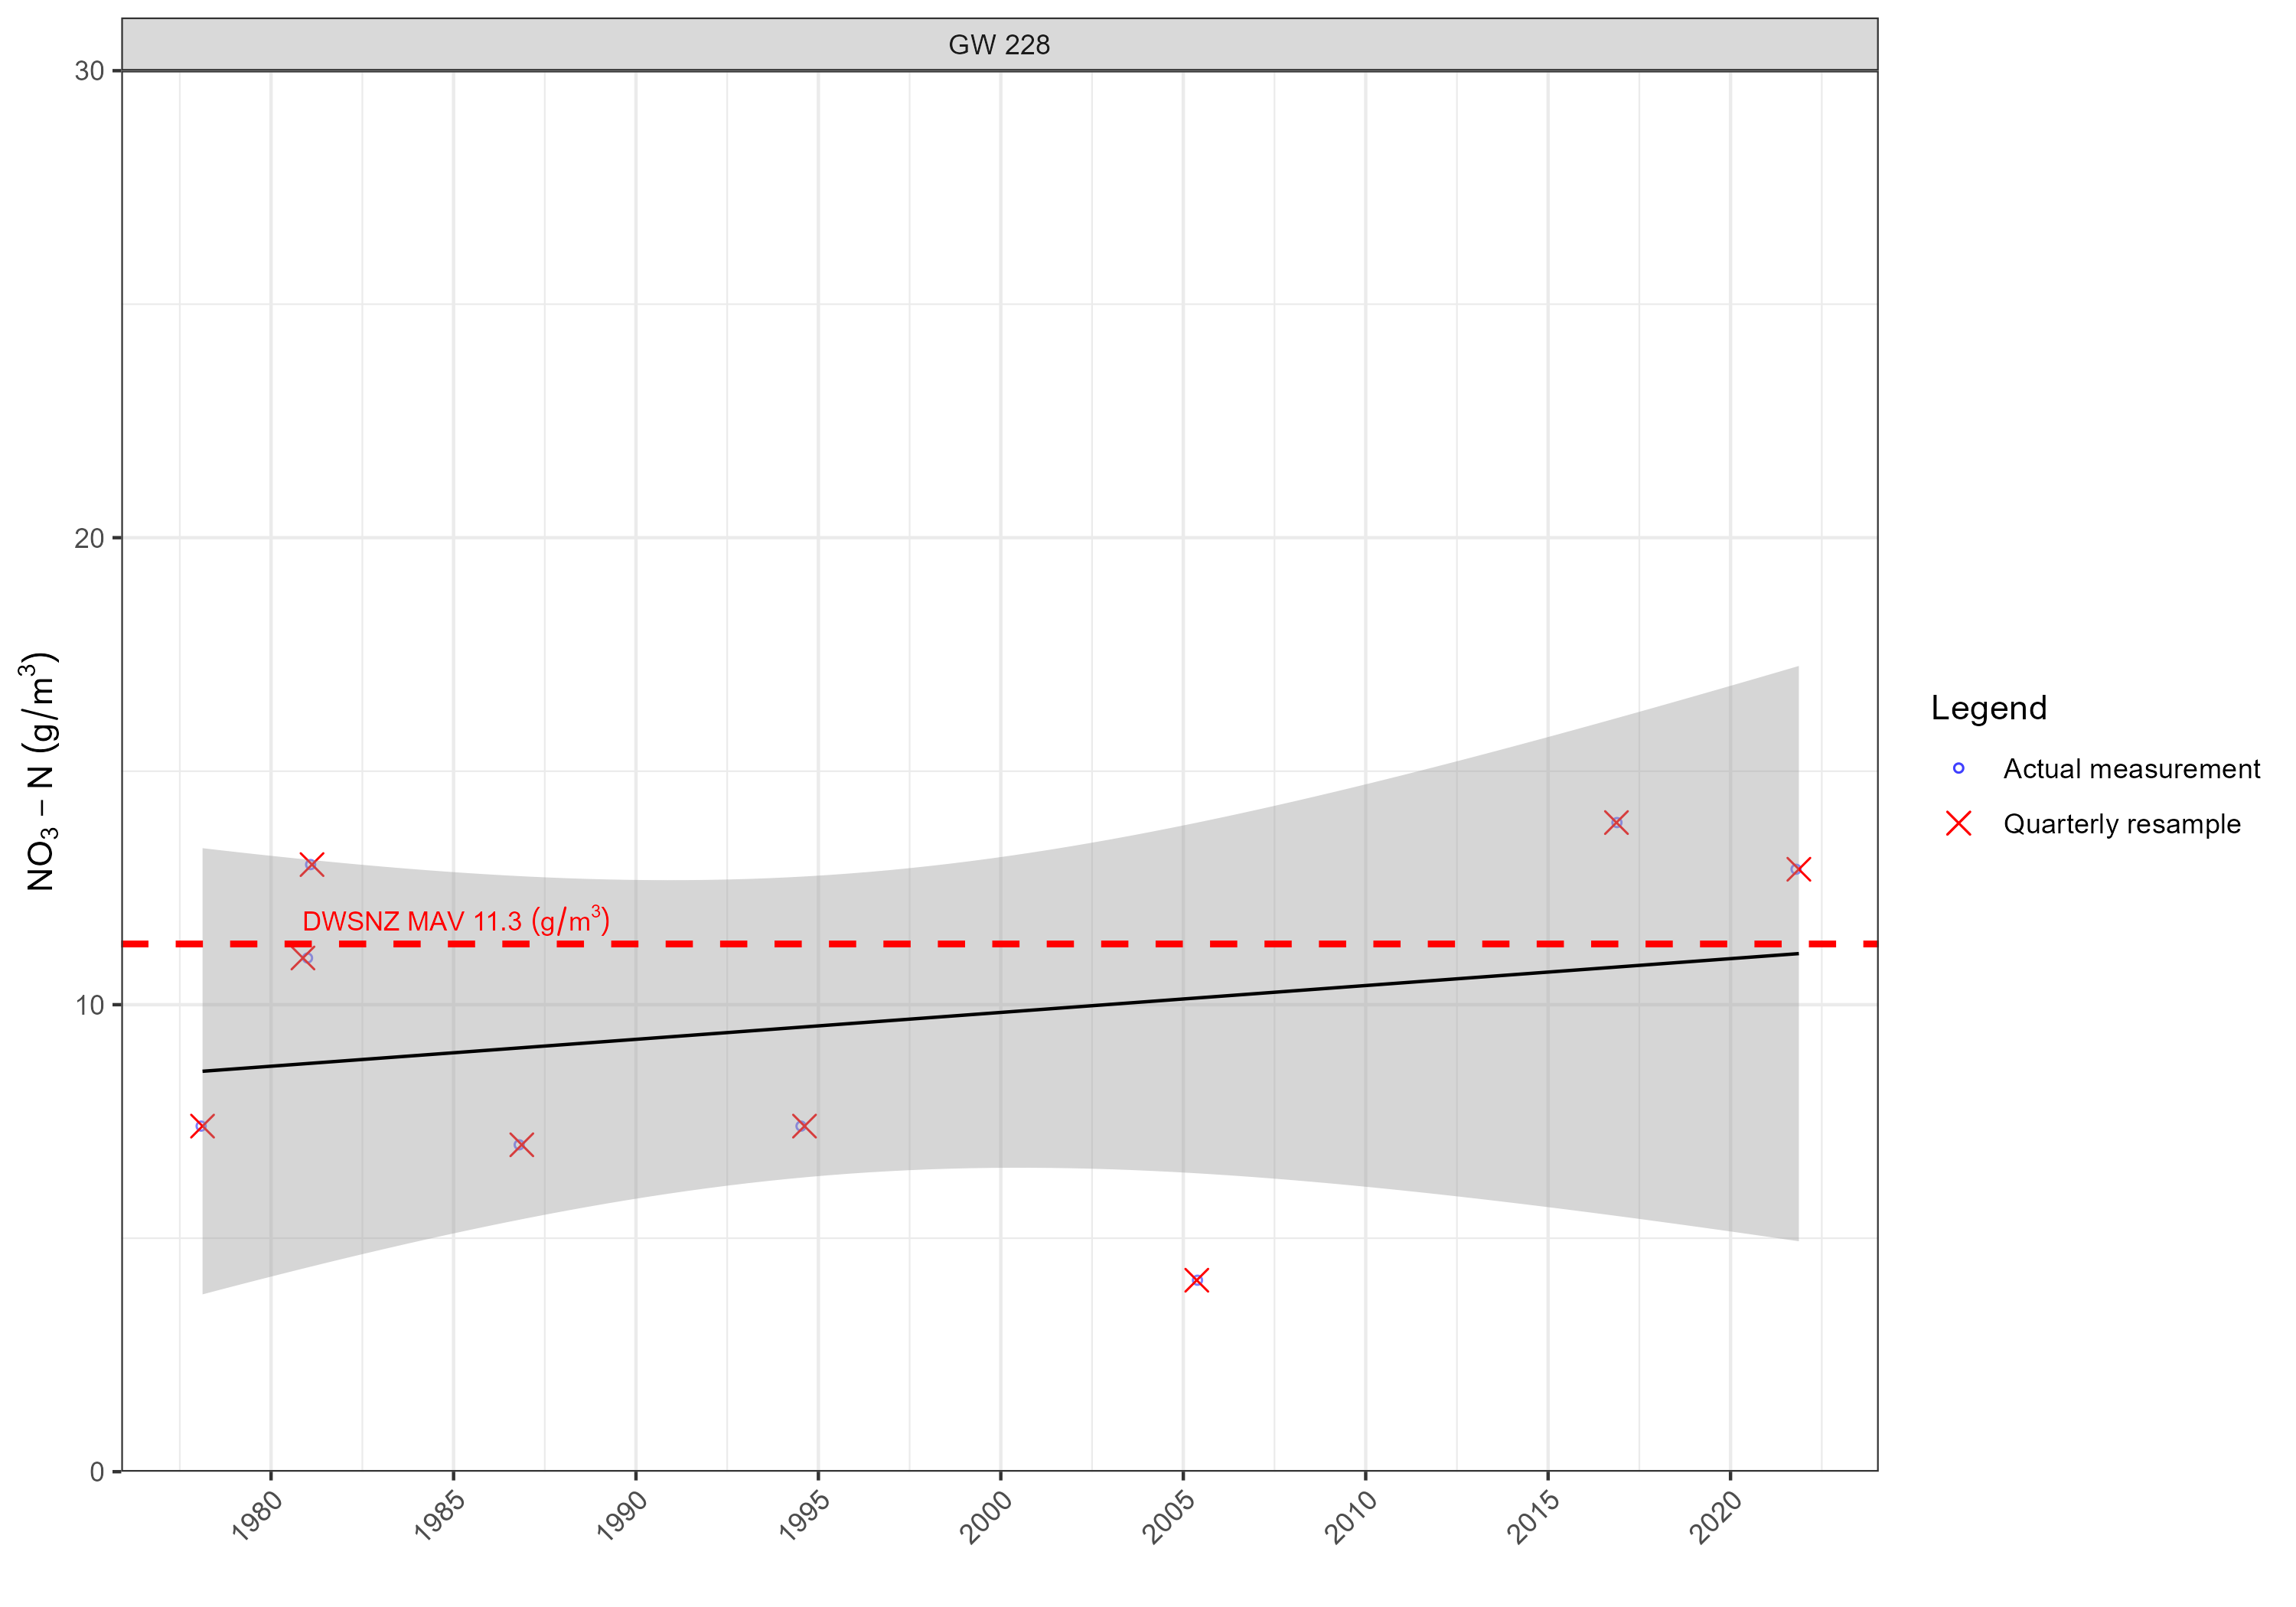 GW 228
30
20
10
0
NO₃ − N (g/m³)
DWSNZ MAV 11.3 (g/m³)
1980
1985
1990
1995
2000
2005
2010
2015
2020
Legend
Actual measurement
Quarterly resample